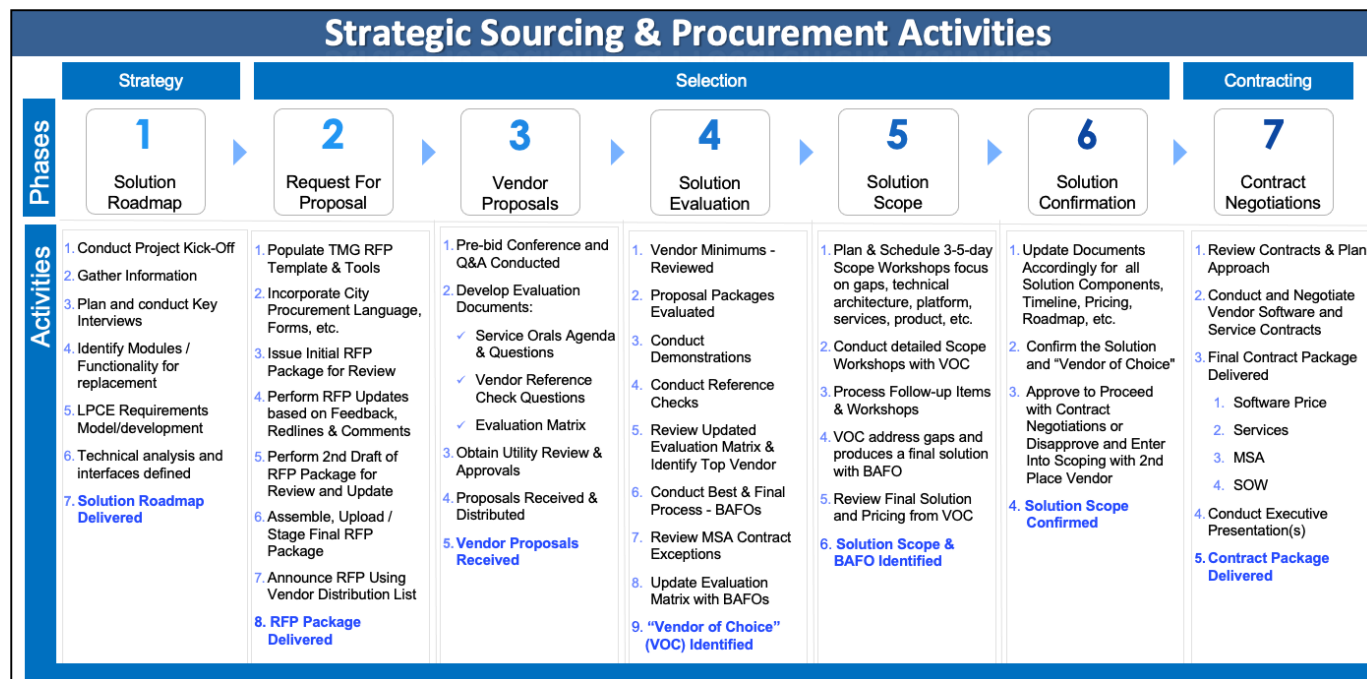 Strategic Sourcing & Procurement Activities
Strategy
Selection
Contracting
Phases
1
Solution
Roadmap
2
Request For
Proposal
3
Vendor
Proposals
4
Solution
Evaluation
5
Solution
Scope
6
Solution
Confirmation
7
Contract
Negotiations
Activities
1. Conduct Project Kick-Off
2. Gather Information
3. Plan and conduct Key
Interviews
4. Identify Modules /
Functionality for
replacement
5. LPCE Requirements
Model/development
6. Technical analysis and
interfaces defined
7. Solution Roadmap
Delivered
1. Populate TMG RFP
Template & Tools
2. Incorporate City
Procurement Language,
Forms, etc.
3. Issue Initial RFP
Package for Review
4. Perform RFP Updates
based on Feedback,
Redlines & Comments
5. Perform 2nd Draft of
RFP Package for
Review and Update
6. Assemble, Upload /
Stage Final RFP
Package
7. Announce RFP Using
Vendor Distribution List
8. RFP Package
Delivered
1. Pre-bid Conference and
Q&A Conducted
2. Develop Evaluation
Documents:
✓ Service Orals Agenda
& Questions
✓ Vendor Reference
Check Questions
✓ Evaluation Matrix
3. Obtain Utility Review &
Approvals
4. Proposals Received &
Distributed
5. Vendor Proposals
Received
1. Vendor Minimums -
Reviewed
2. Proposal Packages
Evaluated
3. Conduct
Demonstrations
4. Conduct Reference
Checks
5. Review Updated
Evaluation Matrix &
Identify Top Vendor
6. Conduct Best & Final
Process - BAFOs
7. Review MSA Contract
Exceptions
8. Update Evaluation
Matrix with BAFOs
9. “Vendor of Choice”
(VOC) Identified
1. Plan & Schedule 3-5-day
Scope Workshops focus
on gaps, technical
architecture, platform,
services, product, etc.
2. Conduct detailed Scope
Workshops with VOC
3. Process Follow-up Items
& Workshops
4. VOC address gaps and
produces a final solution
with BAFO
5. Review Final Solution
and Pricing from VOC
6. Solution Scope &
BAFO Identified
1. Update Documents
Accordingly for all
Solution Components,
Timeline, Pricing,
Roadmap, etc.
2. Confirm the Solution
and “Vendor of Choice"
3. Approve to Proceed
with Contract
Negotiations or
Disapprove and Enter
Into Scoping with 2nd
Place Vendor
4. Solution Scope
Confirmed
1. Review Contracts & Plan
Approach
2. Conduct and Negotiate
Vendor Software and
Service Contracts
3. Final Contract Package
Delivered
1. Software Price
2. Services
3. MSA
4. SOW
4. Conduct Executive
Presentation(s)
5. Contract Package
Delivered